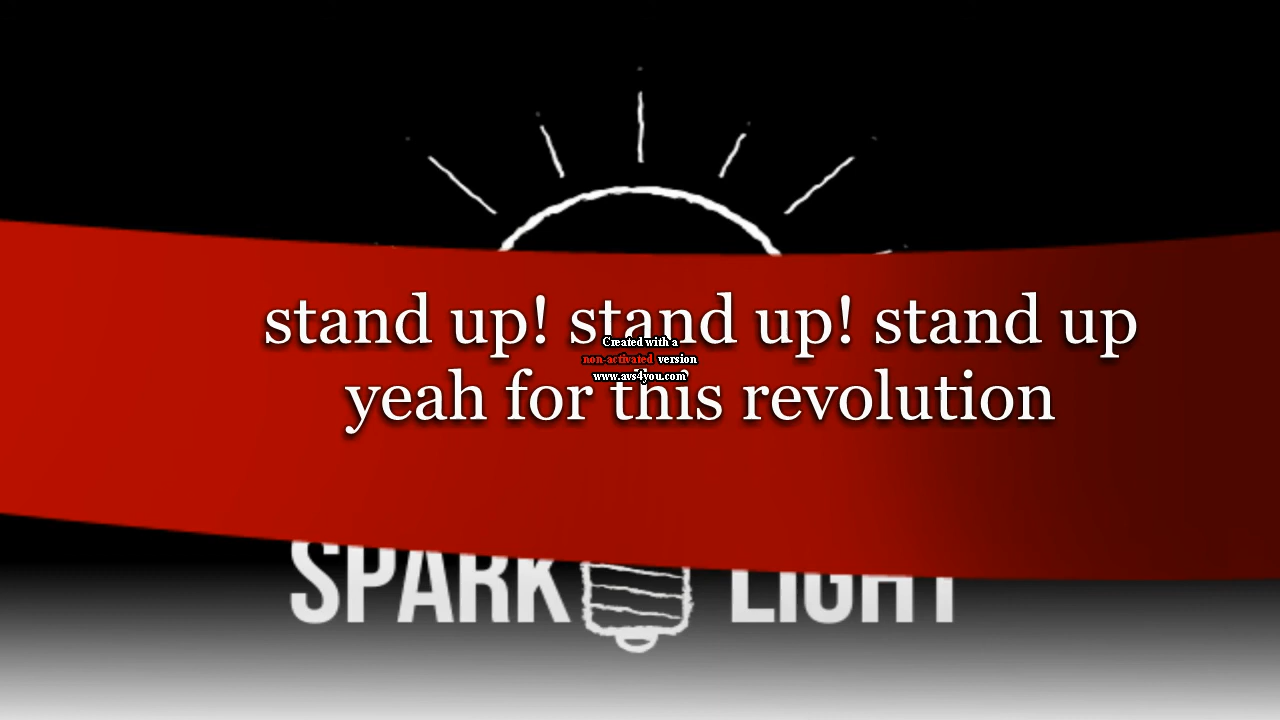 stand up! stand up! stand up
Created with a
non-activated version
www.avs4you.com
yeah for this revolution
SPARK LIGHT